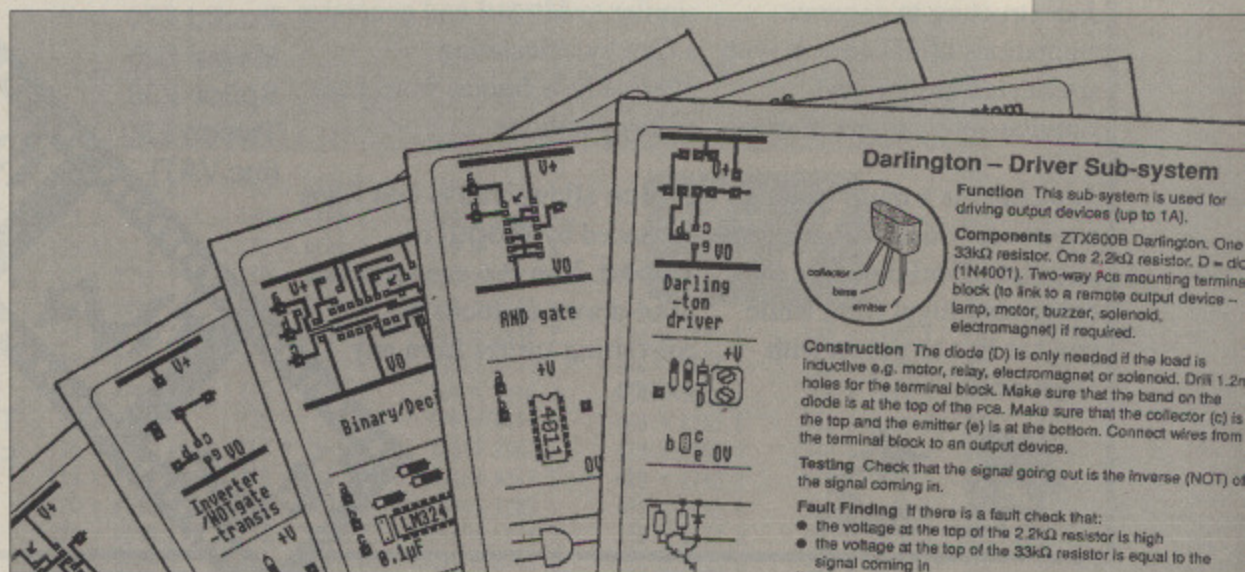 V+
V0
Inverter
/NOTgate
-transis
+V
V+
V0
Binary/Deci
LM324
0.1µF
V+
V0
AND gate
+V
4011
0V
V+
b
c
e V0
Darling
-ton
driver
+V
b
c
e 0V
Darlington – Driver Sub-system
collector
base
emitter
Function This sub-system is used for
driving output devices (up to 1A).
Components ZTX600B Darlington. One
33kΩ resistor. One 2.2kΩ resistor. D = dio
(1N4001). Two-way PCB mounting termina
block (to link to a remote output device –
lamp, motor, buzzer, solenoid,
electromagnet) if required.
Construction The diode (D) is only needed if the load is
inductive e.g. motor, relay, electromagnet or solenoid. Drill 1.2m
holes for the terminal block. Make sure that the band on the
diode is at the top of the PCB. Make sure that the collector (c) is
the top and the emitter (e) is at the bottom. Connect wires from
the terminal block to an output device.
Testing Check that the signal going out is the inverse (NOT) of
the signal coming in.
Fault Finding If there is a fault check that:
● the voltage at the top of the 2.2kΩ resistor is high
● the voltage at the top of the 33kΩ resistor is equal to the
signal coming in